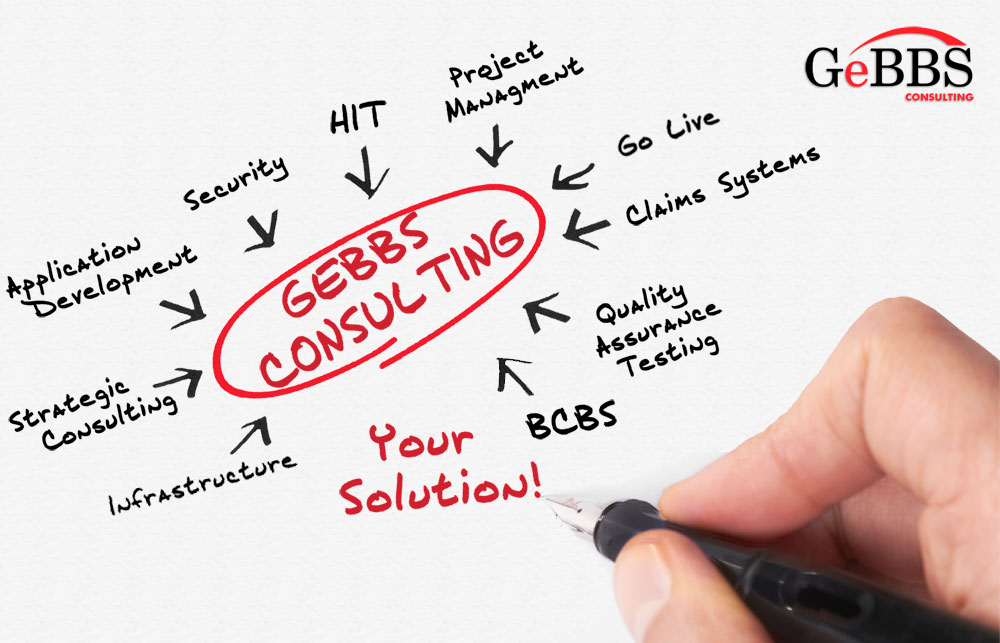 GeBBS
CONSULTING
Project
Managment
HIT
Go Live
Security
Claims Systems
Application
Development
GEBBS
CONSULTING
Quality
Assurance
Testing
Strategic
Consulting
BCBS
Infrastructure
Your
Solution!